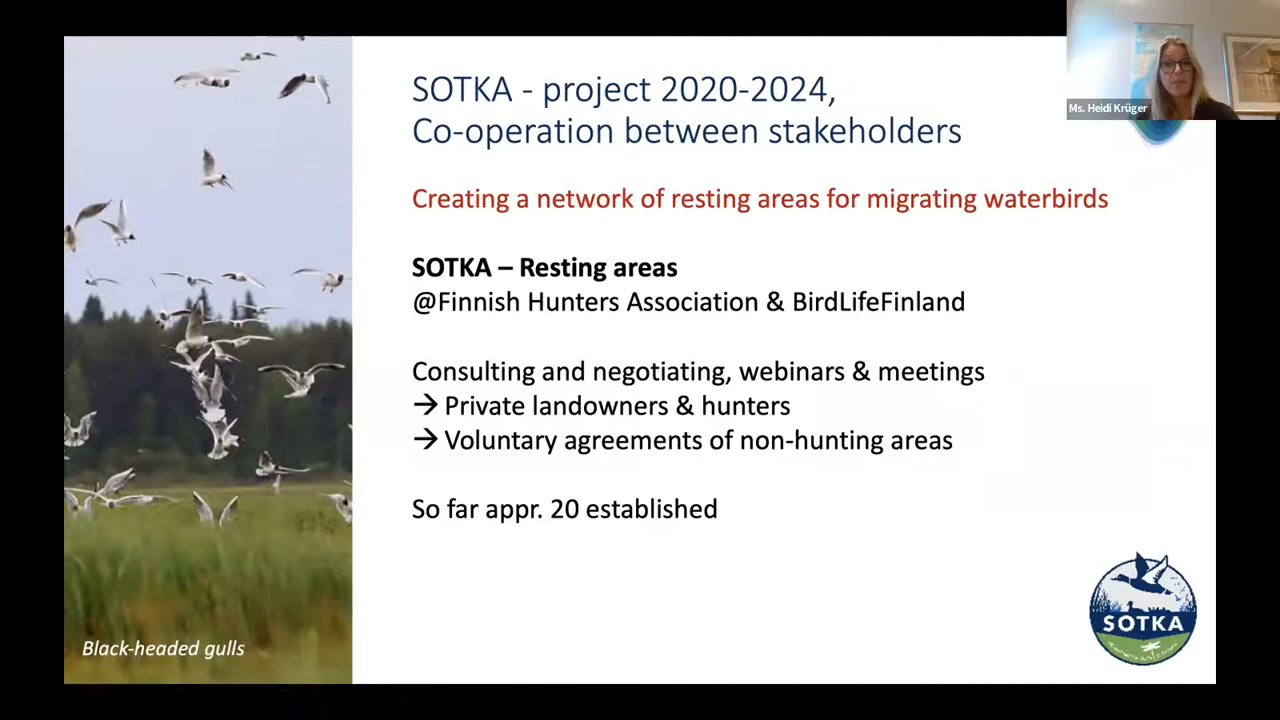 Ms. Heidi Krüger
SOTKA - project 2020-2024,
Co-operation between stakeholders
Creating a network of resting areas for migrating waterbirds
SOTKA – Resting areas
@Finnish Hunters Association & BirdLifeFinland
Consulting and negotiating, webinars & meetings
→ Private landowners & hunters
→ Voluntary agreements of non-hunting areas
So far appr. 20 established
Black-headed gulls
SOTKA